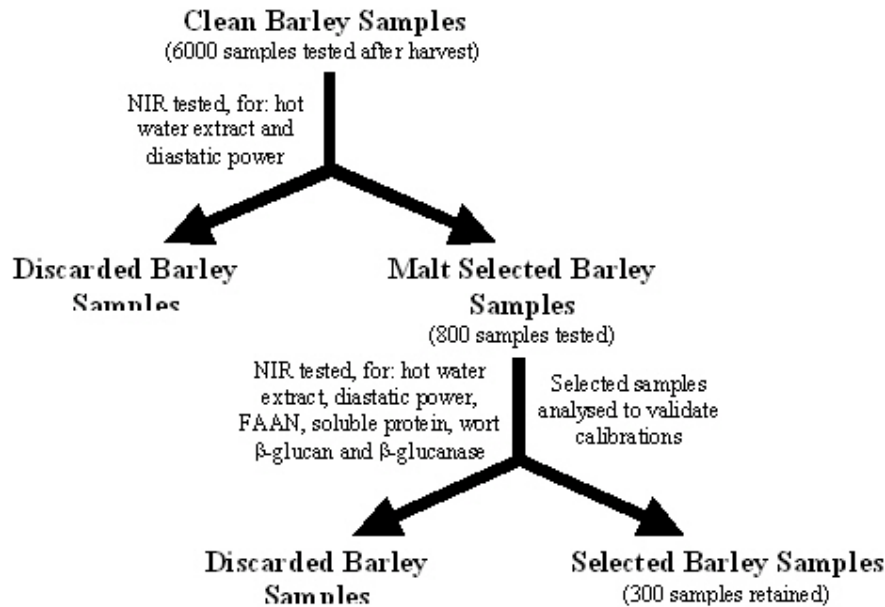 Clean Barley Samples
(6000 samples tested after harvest)
NIR tested, for: hot
water extract and
diastatic power
Discarded Barley
Samples
Malt Selected Barley
Samples
(800 samples tested)
NIR tested, for: hot water
extract, diastatic power,
FAAN, soluble protein, wort
β-glucan and β-glucanase
Selected samples
analysed to validate
calibrations
Discarded Barley
Samples
Selected Barley Samples
(300 samples retained)